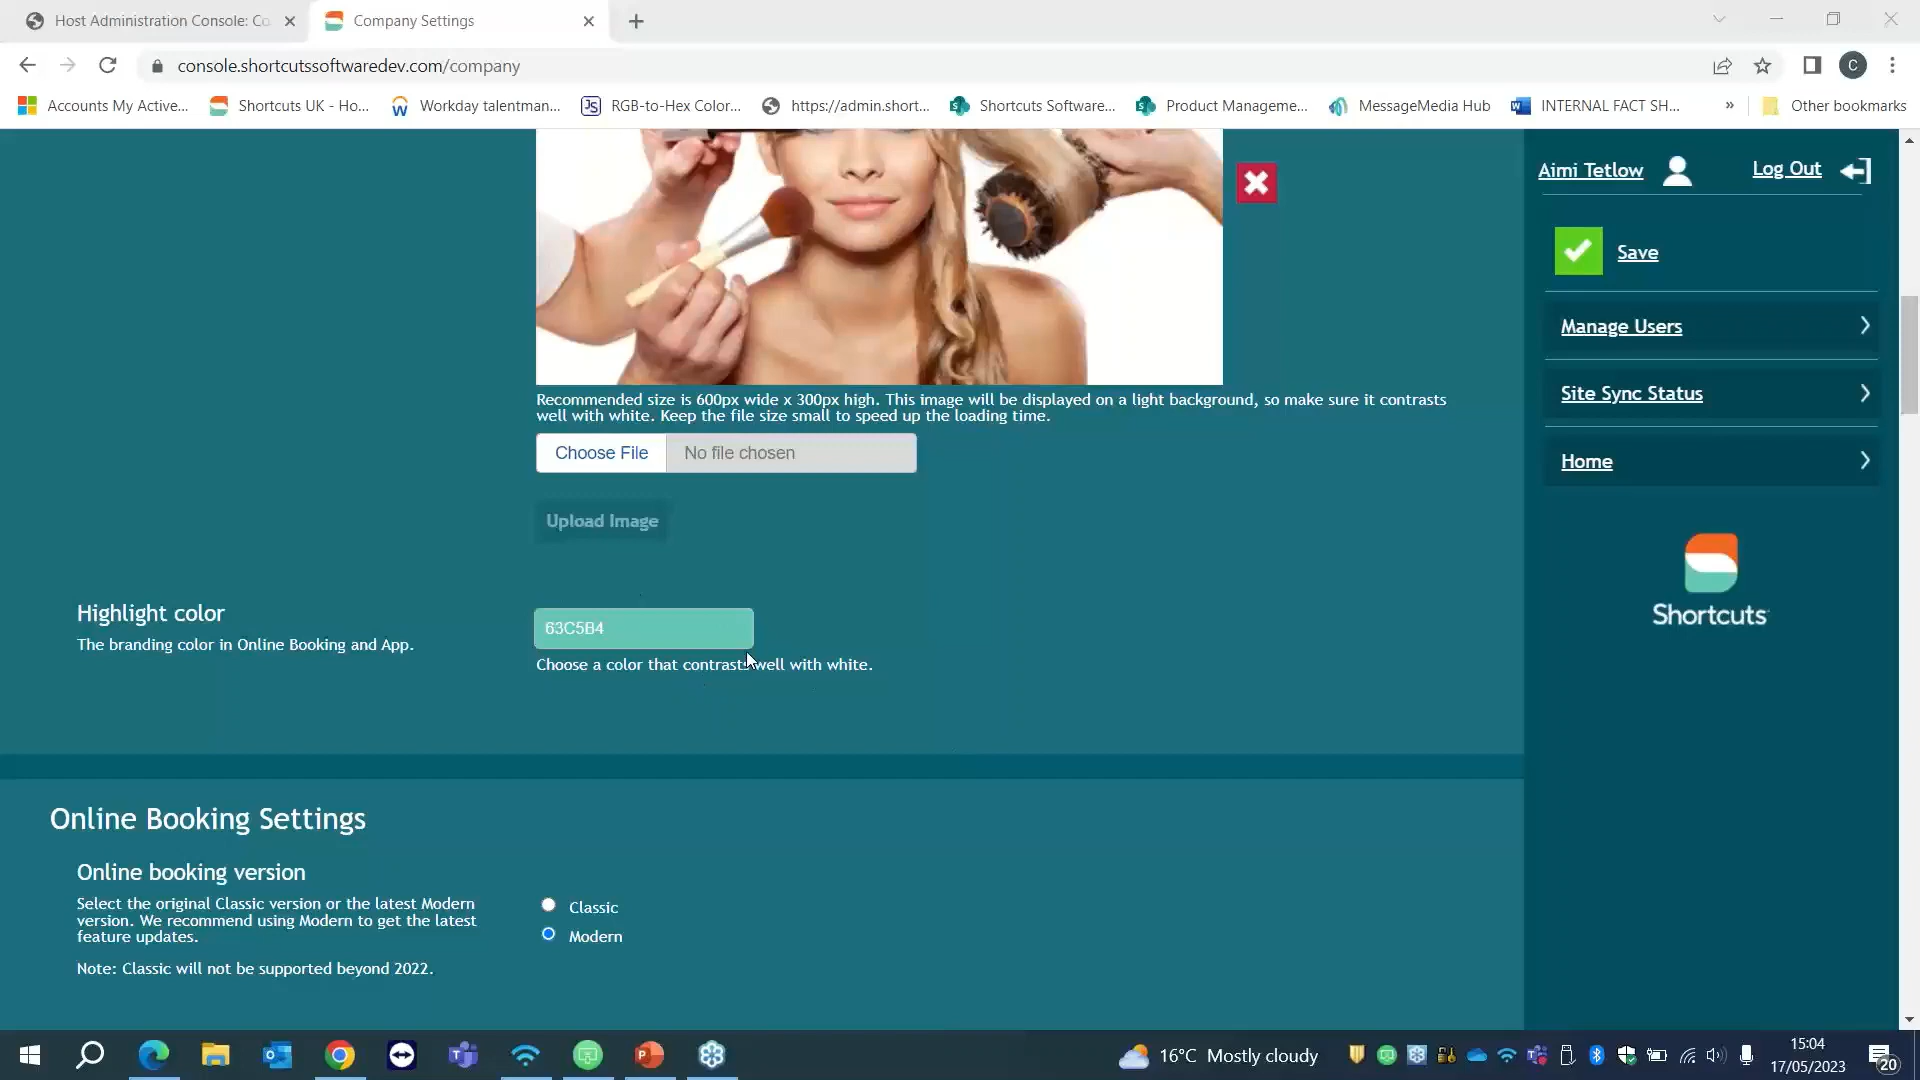 Host Administration Console: Co
Company Settings
console.shortcutssoftwaredev.com/company
C
Accounts My Active...
Shortcuts UK - Ho...
Workday talentman...
JS
RGB-to-Hex Color...
https://admin.short...
Shortcuts Software...
Product Manageme...
MessageMedia Hub
INTERNAL FACT SH...
»
Other bookmarks
Aimi Tetlow
Log Out
Save
Manage Users
Site Sync Status
Home
Shortcuts
Recommended size is 600px wide x 300px high. This image will be displayed on a light background, so make sure it contrasts
well with white. Keep the file size small to speed up the loading time.
Choose File
No file chosen
Upload Image
Highlight color
The branding color in Online Booking and App.
63C5B4
Choose a color that contrasts well with white.
Online Booking Settings
Online booking version
Select the original Classic version or the latest Modern
version. We recommend using Modern to get the latest
feature updates.
Note: Classic will not be supported beyond 2022.
Classic
Modern
16°C Mostly cloudy
15:04
17/05/2023
20